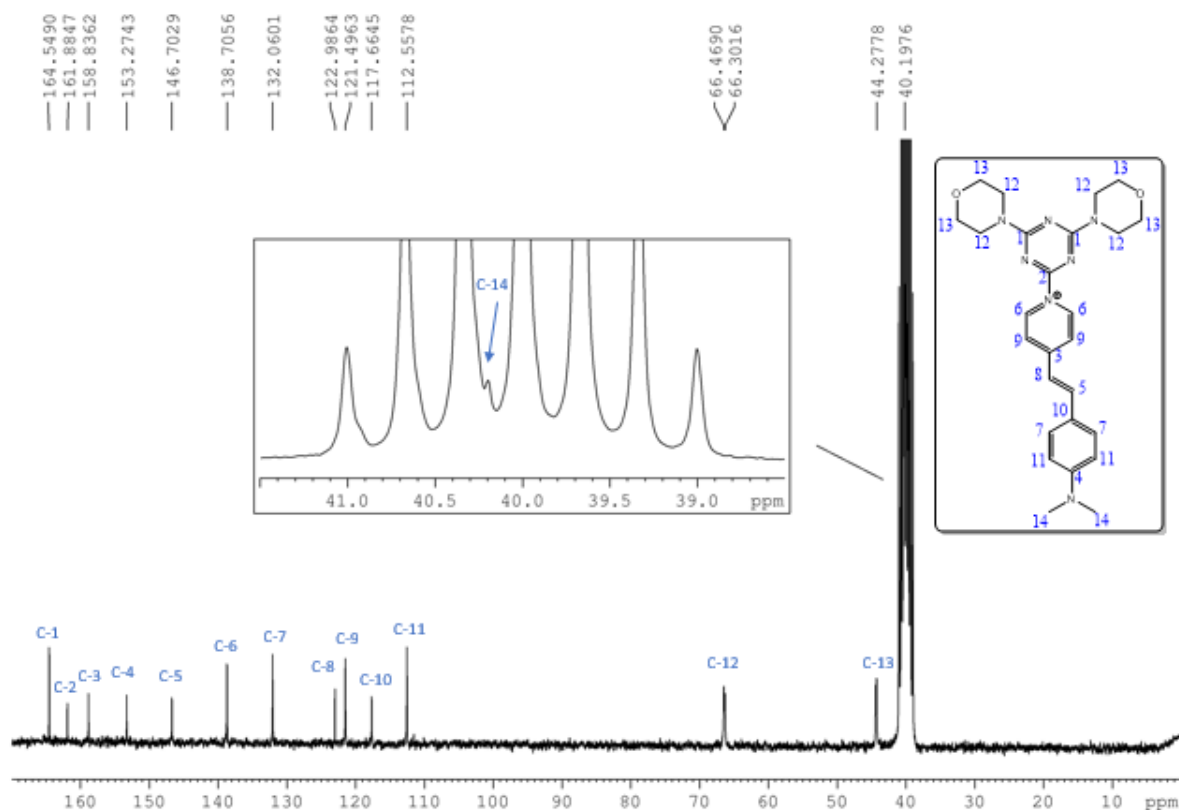 164.5490
161.8847
158.8362
153.2743
146.7029
138.7056
132.0601
122.9864
121.4963
117.6645
112.5578
66.4690
66.3016
44.2778
40.1976
13 13
12 12
O O
13 N N N 13
12 1 1 12
N N
2
N ⊕
6 6
9 9
3
8 5
10
7 7
11 11
4
N
14 14
C-14
41.0 40.5 40.0 39.5 39.0 ppm
C-1
C-2
C-3
C-4
C-5
C-6
C-7
C-8
C-9
C-10
C-11
C-12
C-13
160 150 140 130 120 110 100 90 80 70 60 50 40 30 20 10 ppm